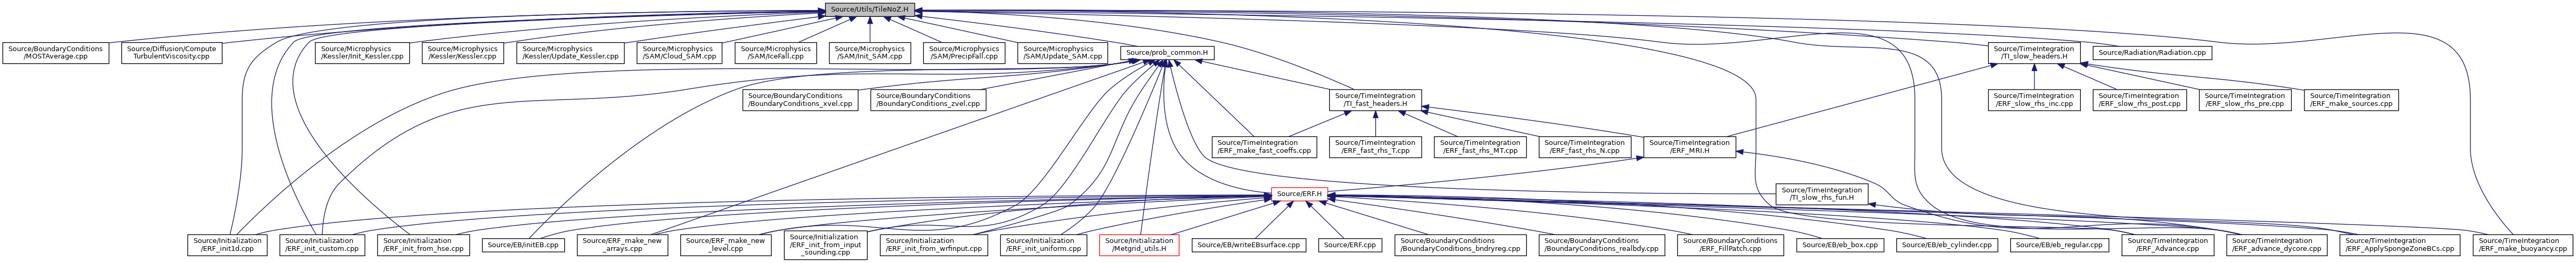 Source/Utils/TileNoZ.H
Source/BoundaryConditions
/MOSTAverage.cpp
Source/Diffusion/Compute
TurbulentViscosity.cpp
Source/Microphysics
/Kessler/Init_Kessler.cpp
Source/Microphysics
/Kessler/Kessler.cpp
Source/Microphysics
/Kessler/Update_Kessler.cpp
Source/Microphysics
/SAM/Cloud_SAM.cpp
Source/Microphysics
/SAM/IceFall.cpp
Source/Microphysics
/SAM/Init_SAM.cpp
Source/Microphysics
/SAM/PrecipFall.cpp
Source/Microphysics
/SAM/Update_SAM.cpp
Source/prob_common.H
Source/TimeIntegration
/TI_slow_headers.H
Source/Radiation/Radiation.cpp
Source/BoundaryConditions
/BoundaryConditions_xvel.cpp
Source/BoundaryConditions
/BoundaryConditions_zvel.cpp
Source/TimeIntegration
/TI_fast_headers.H
Source/TimeIntegration
/ERF_slow_rhs_inc.cpp
Source/TimeIntegration
/ERF_slow_rhs_post.cpp
Source/TimeIntegration
/ERF_slow_rhs_pre.cpp
Source/TimeIntegration
/ERF_make_sources.cpp
Source/TimeIntegration
/ERF_make_fast_coeffs.cpp
Source/TimeIntegration
/ERF_fast_rhs_T.cpp
Source/TimeIntegration
/ERF_fast_rhs_MT.cpp
Source/TimeIntegration
/ERF_fast_rhs_N.cpp
Source/TimeIntegration
/ERF_MRI.H
Source/ERF.H
Source/TimeIntegration
/TI_slow_rhs_fun.H
Source/Initialization
/ERF_init1d.cpp
Source/Initialization
/ERF_init_custom.cpp
Source/Initialization
/ERF_init_from_hse.cpp
Source/EB/initEB.cpp
Source/ERF_make_new
_arrays.cpp
Source/ERF_make_new
_level.cpp
Source/Initialization
/ERF_init_from_input
_sounding.cpp
Source/Initialization
/ERF_init_from_wrfinput.cpp
Source/Initialization
/ERF_init_uniform.cpp
Source/Initialization
/Metgrid_utils.H
Source/EB/writeEBsurface.cpp
Source/ERF.cpp
Source/BoundaryConditions
/BoundaryConditions_bndryreg.cpp
Source/BoundaryConditions
/BoundaryConditions_realbdy.cpp
Source/BoundaryConditions
/ERF_FillPatch.cpp
Source/EB/eb_box.cpp
Source/EB/eb_cylinder.cpp
Source/EB/eb_regular.cpp
Source/TimeIntegration
/ERF_Advance.cpp
Source/TimeIntegration
/ERF_advance_dycore.cpp
Source/TimeIntegration
/ERF_ApplySpongeZoneBCs.cpp
Source/TimeIntegration
/ERF_make_buoyancy.cpp